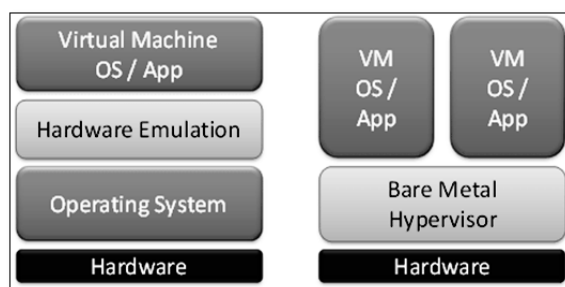 Virtual Machine
OS / App
Hardware Emulation
Operating System
Hardware
VM
OS /
App
VM
OS /
App
Bare Metal
Hypervisor
Hardware